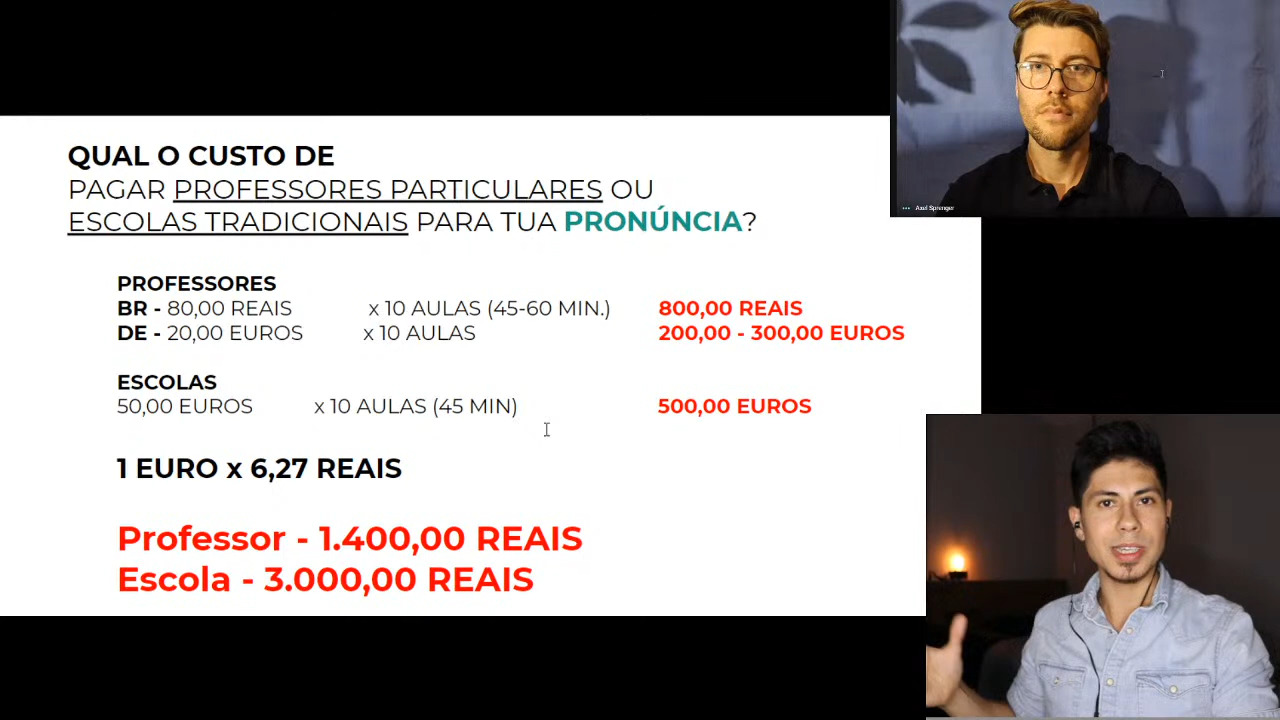 QUAL O CUSTO DE
PAGAR PROFESSORES PARTICULARES OU
ESCOLAS TRADICIONAIS PARA TUA PRONÚNCIA?
PROFESSORES
BR - 80,00 REAIS x 10 AULAS (45-60 MIN.) 800,00 REAIS
DE - 20,00 EUROS x 10 AULAS 200,00 - 300,00 EUROS
ESCOLAS
50,00 EUROS x 10 AULAS (45 MIN) 500,00 EUROS
1 EURO x 6,27 REAIS
Professor - 1.400,00 REAIS
Escola - 3.000,00 REAIS
Axel Sprenger